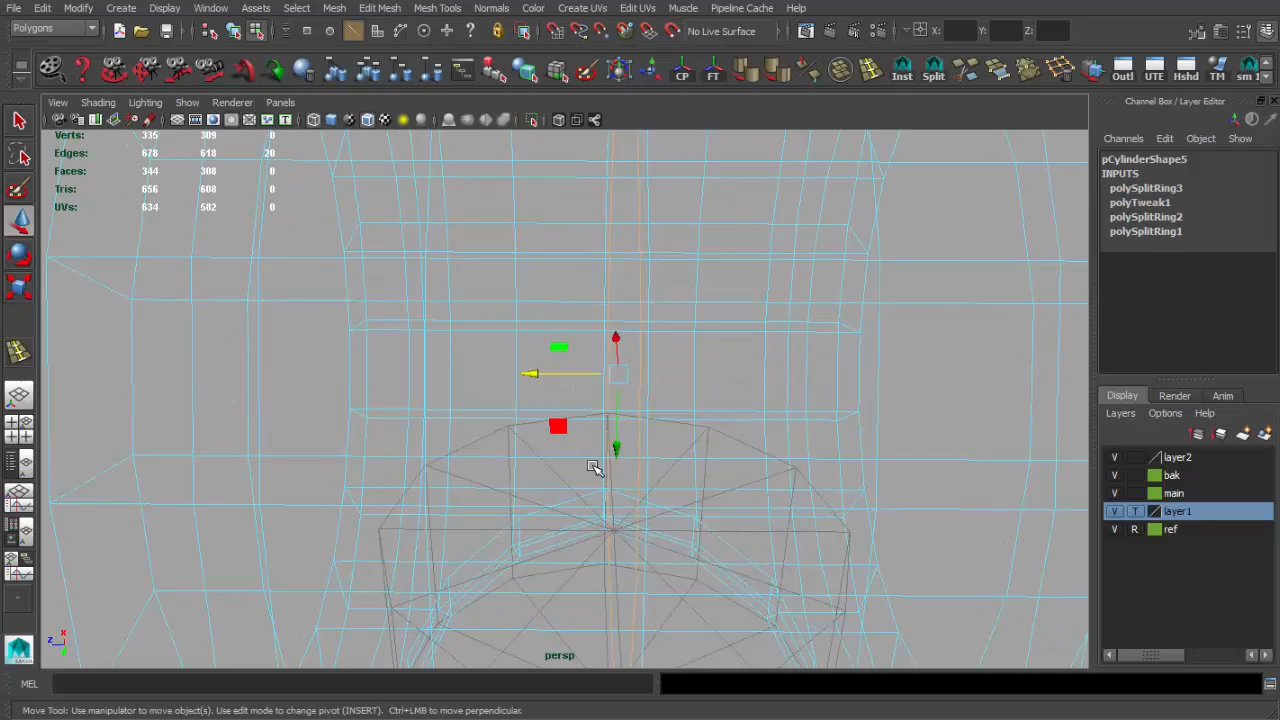 File Edit Modify Create Display Window Assets Select Mesh Edit Mesh Mesh Tools Normals Color Create UVs Edit UVs Muscle Pipeline Cache Help
Polygons No Live Surface X: Y: Z:
CP FT Inst Split Outl UTE Hshd TM sm 1
View Shading Lighting Show Renderer Panels
Channel Box / Layer Editor
Verts: 335 309 0
Edges: 678 618 20
Faces: 344 308 0
Tris: 656 608 0
UVs: 634 582 0
Channels Edit Object Show
pCylinderShape5
INPUTS
polySplitRing3
polyTweak1
polySplitRing2
polySplitRing1
Display Render Anim
Layers Options Help
V layer2
V bak
V main
V T layer1
V R ref
x
z
y
persp
MEL
Move Tool: Use manipulator to move object(s). Use edit mode to change pivot (INSERT). Ctrl+LMB to move perpendicular.